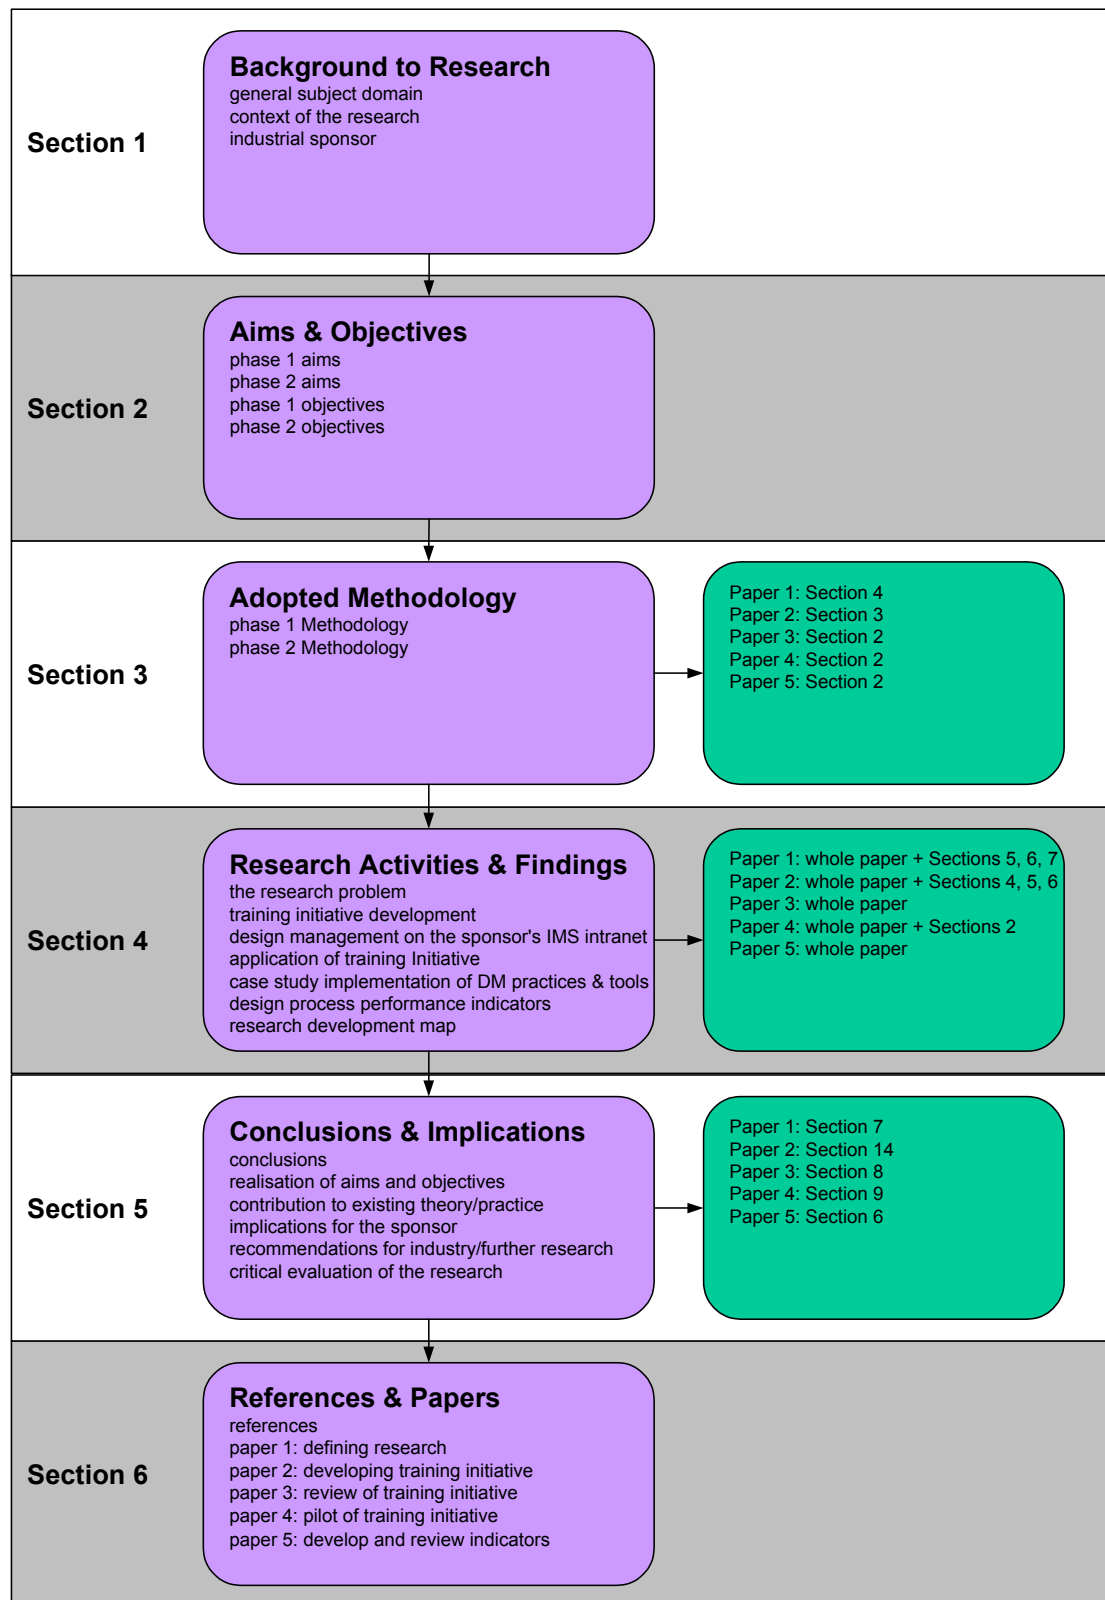 Section 1
Background to Research
general subject domain
context of the research
industrial sponsor
Section 2
Aims & Objectives
phase 1 aims
phase 2 aims
phase 1 objectives
phase 2 objectives
Section 3
Adopted Methodology
phase 1 Methodology
phase 2 Methodology
Paper 1: Section 4
Paper 2: Section 3
Paper 3: Section 2
Paper 4: Section 2
Paper 5: Section 2
Section 4
Research Activities & Findings
the research problem
training initiative development
design management on the sponsor's IMS intranet
application of training Initiative
case study implementation of DM practices & tools
design process performance indicators
research development map
Paper 1: whole paper + Sections 5, 6, 7
Paper 2: whole paper + Sections 4, 5, 6
Paper 3: whole paper
Paper 4: whole paper + Sections 2
Paper 5: whole paper
Section 5
Conclusions & Implications
conclusions
realisation of aims and objectives
contribution to existing theory/practice
implications for the sponsor
recommendations for industry/further research
critical evaluation of the research
Paper 1: Section 7
Paper 2: Section 14
Paper 3: Section 8
Paper 4: Section 9
Paper 5: Section 6
Section 6
References & Papers
references
paper 1: defining research
paper 2: developing training initiative
paper 3: review of training initiative
paper 4: pilot of training initiative
paper 5: develop and review indicators